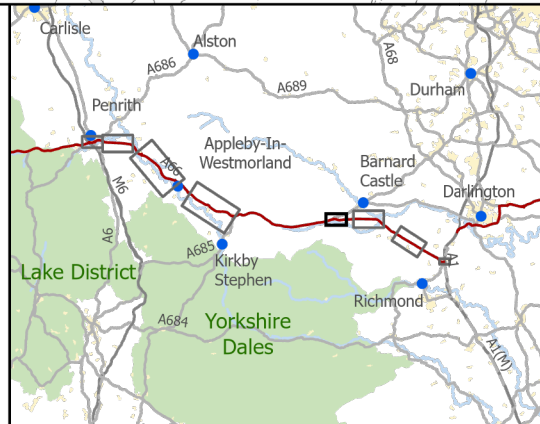 Carlisle
Alston
A68
A686
A689
Durham
Penrith
Appleby-In-
Westmorland
A66
Barnard
Castle
Darlington
M6
A6
A685
Kirkby
Stephen
A1
Lake District
Richmond
A684
Yorkshire
Dales
A1(M)